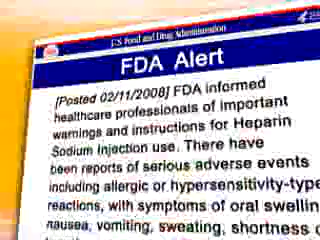 U.S. Food and Drug Administration
FDA Alert
[Posted 02/11/2008] FDA informed
healthcare professionals of important
warnings and instructions for Heparin
Sodium Injection use. There have
been reports of serious adverse events
including allergic or hypersensitivity-type
reactions, with symptoms of oral swellin
nausea, vomiting, sweating, shortness